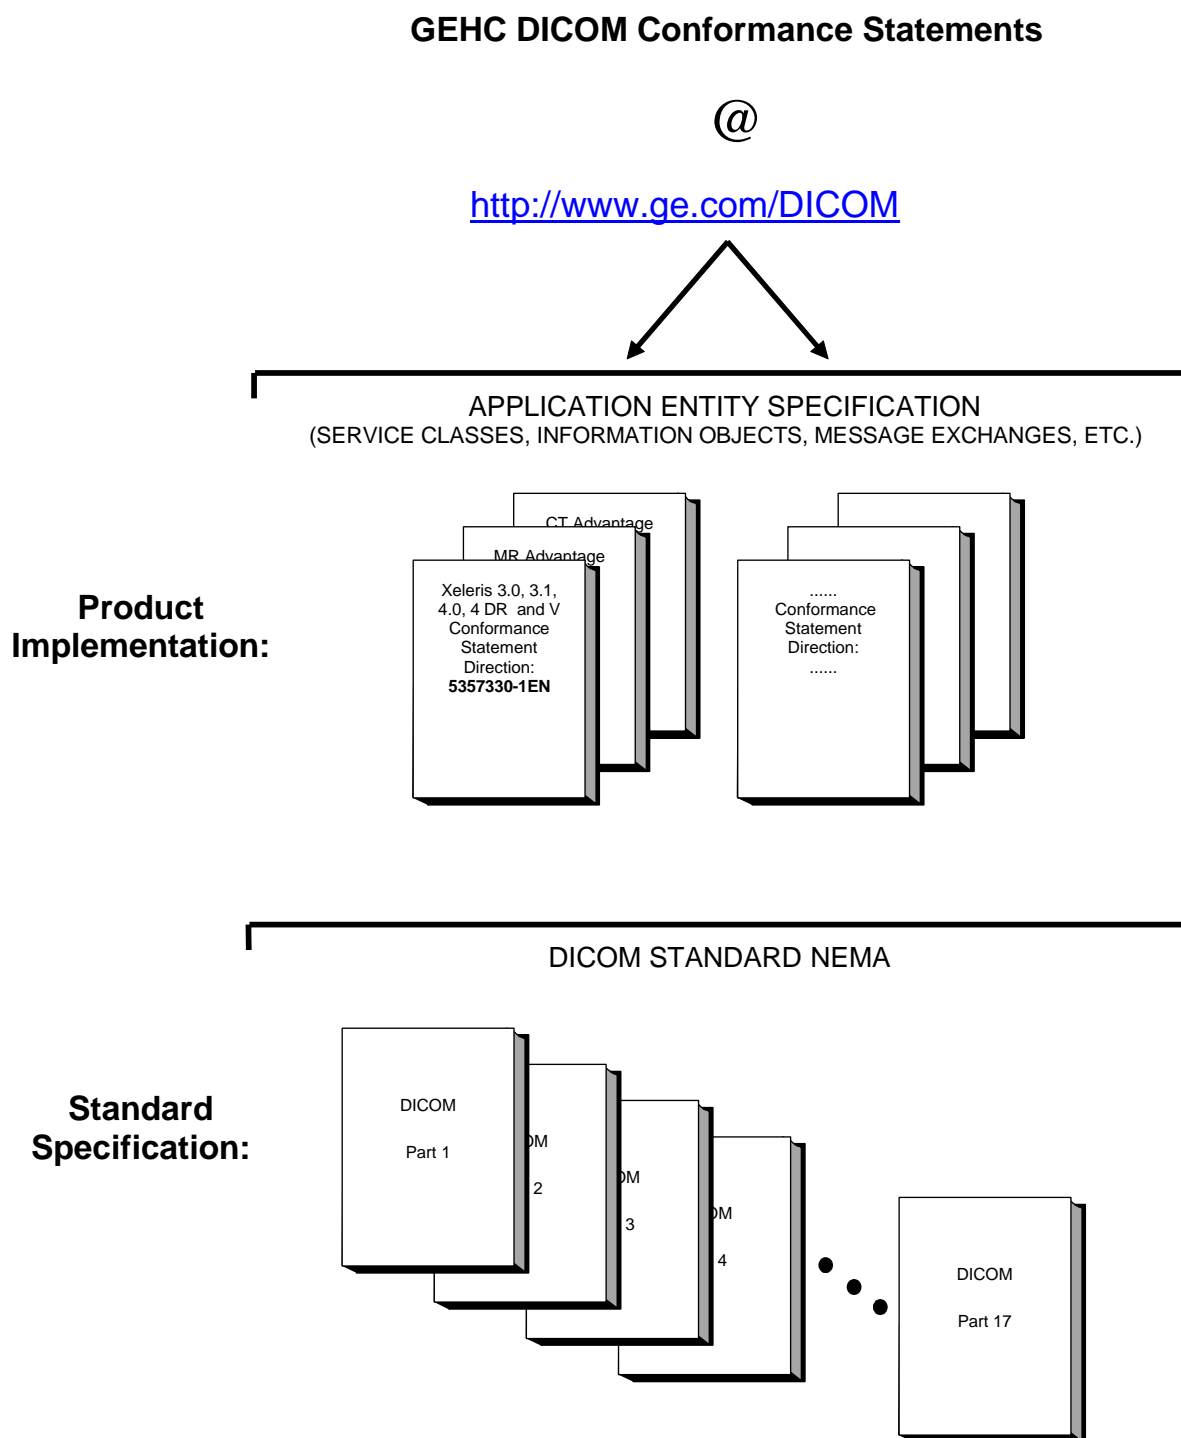 GEHC DICOM Conformance Statements
@
http://www.ge.com/DICOM
APPLICATION ENTITY SPECIFICATION
(SERVICE CLASSES, INFORMATION OBJECTS, MESSAGE EXCHANGES, ETC.)
Product
Implementation:
CT Advantage
MR Advantage
Xeleris 3.0, 3.1,
4.0, 4 DR and V
Conformance
Statement
Direction:
5357330-1EN
......
Conformance
Statement
Direction:
......
DICOM STANDARD NEMA
Standard
Specification:
DICOM
Part 1
OM
2
OM
3
OM
4
DICOM
Part 17